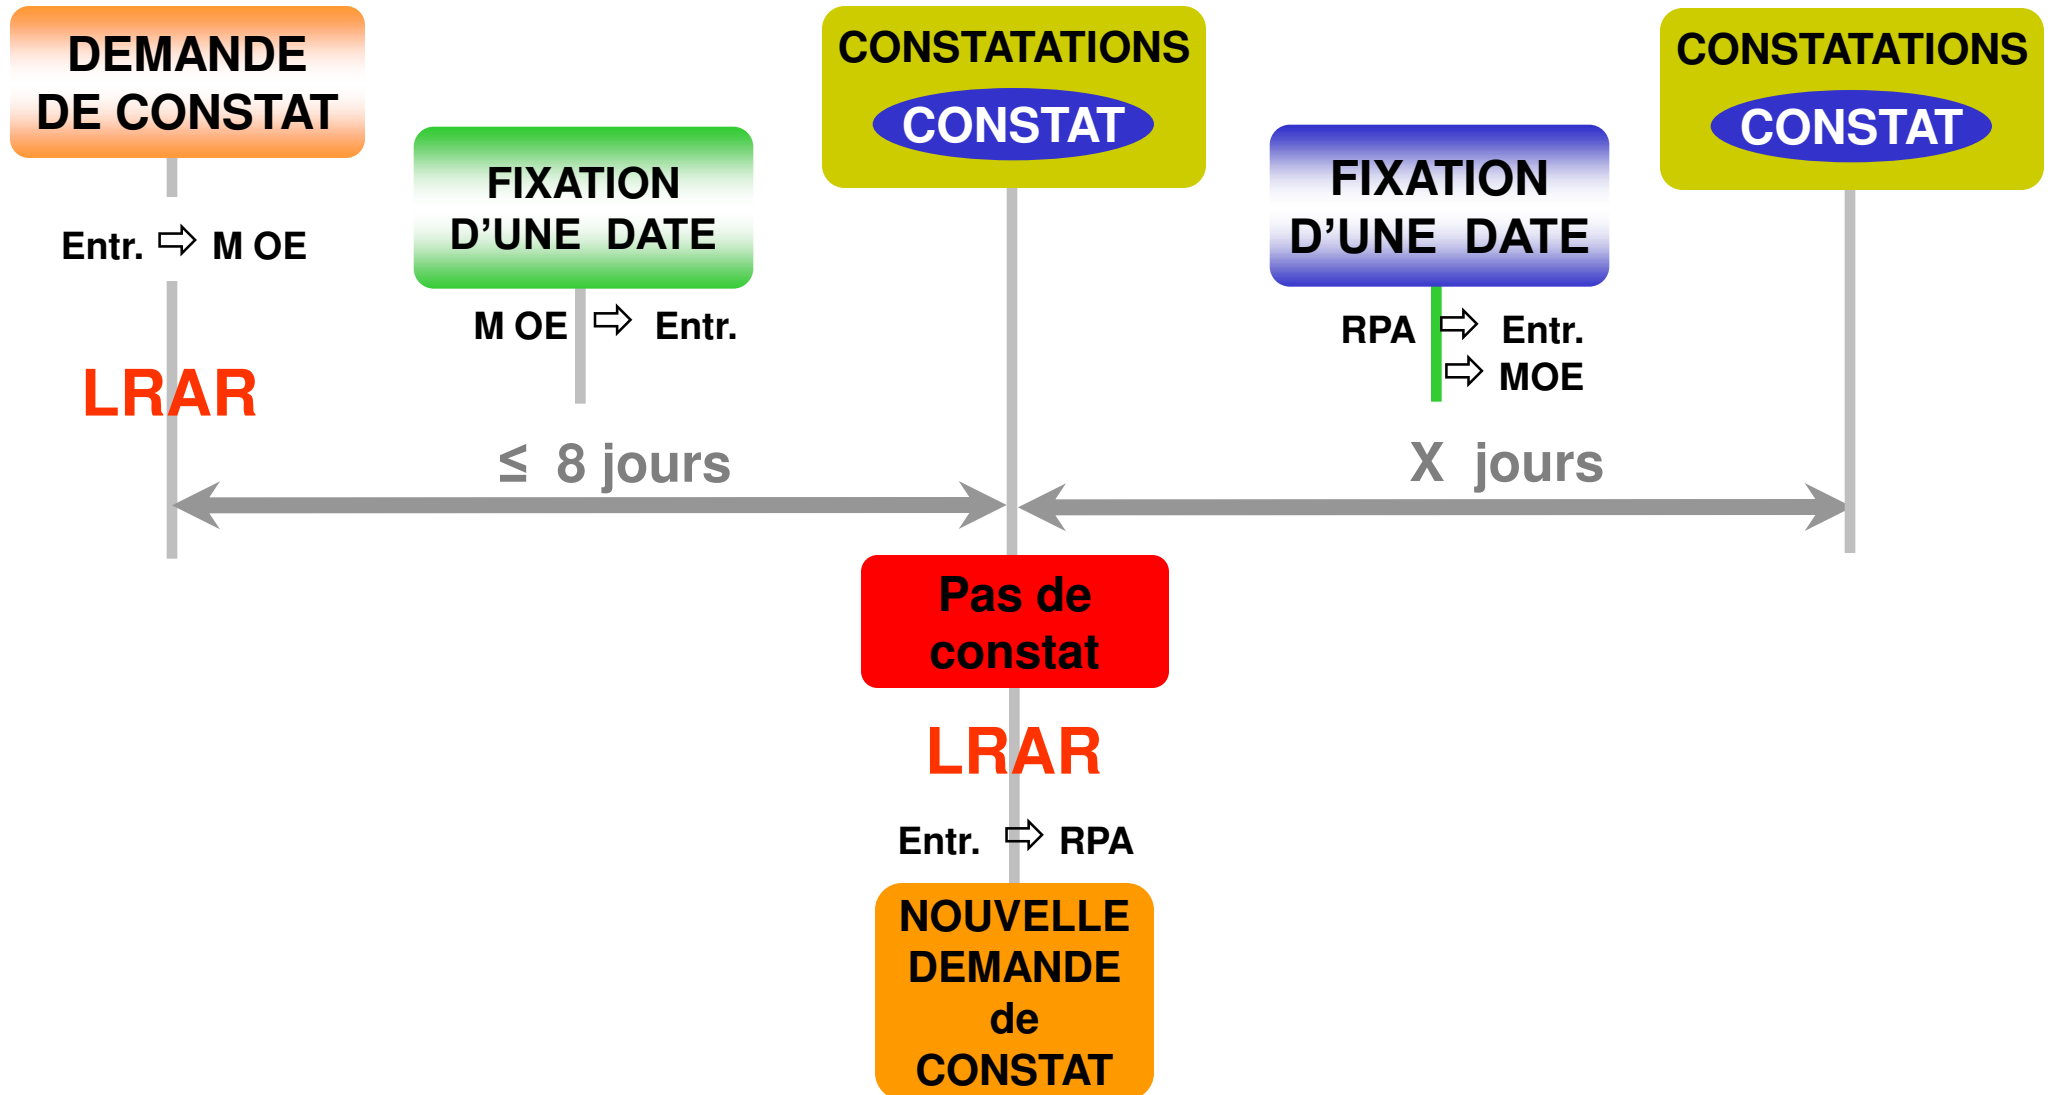 DEMANDE
DE CONSTAT
Entr. ⇨ M OE
LRAR
FIXATION
D’UNE DATE
M OE ⇨ Entr.
≤ 8 jours
CONSTATATIONS
CONSTAT
FIXATION
D’UNE DATE
RPA ⇨ Entr.
⇨ MOE
X jours
CONSTATATIONS
CONSTAT
Pas de
constat
LRAR
Entr. ⇨ RPA
NOUVELLE
DEMANDE
de
CONSTAT